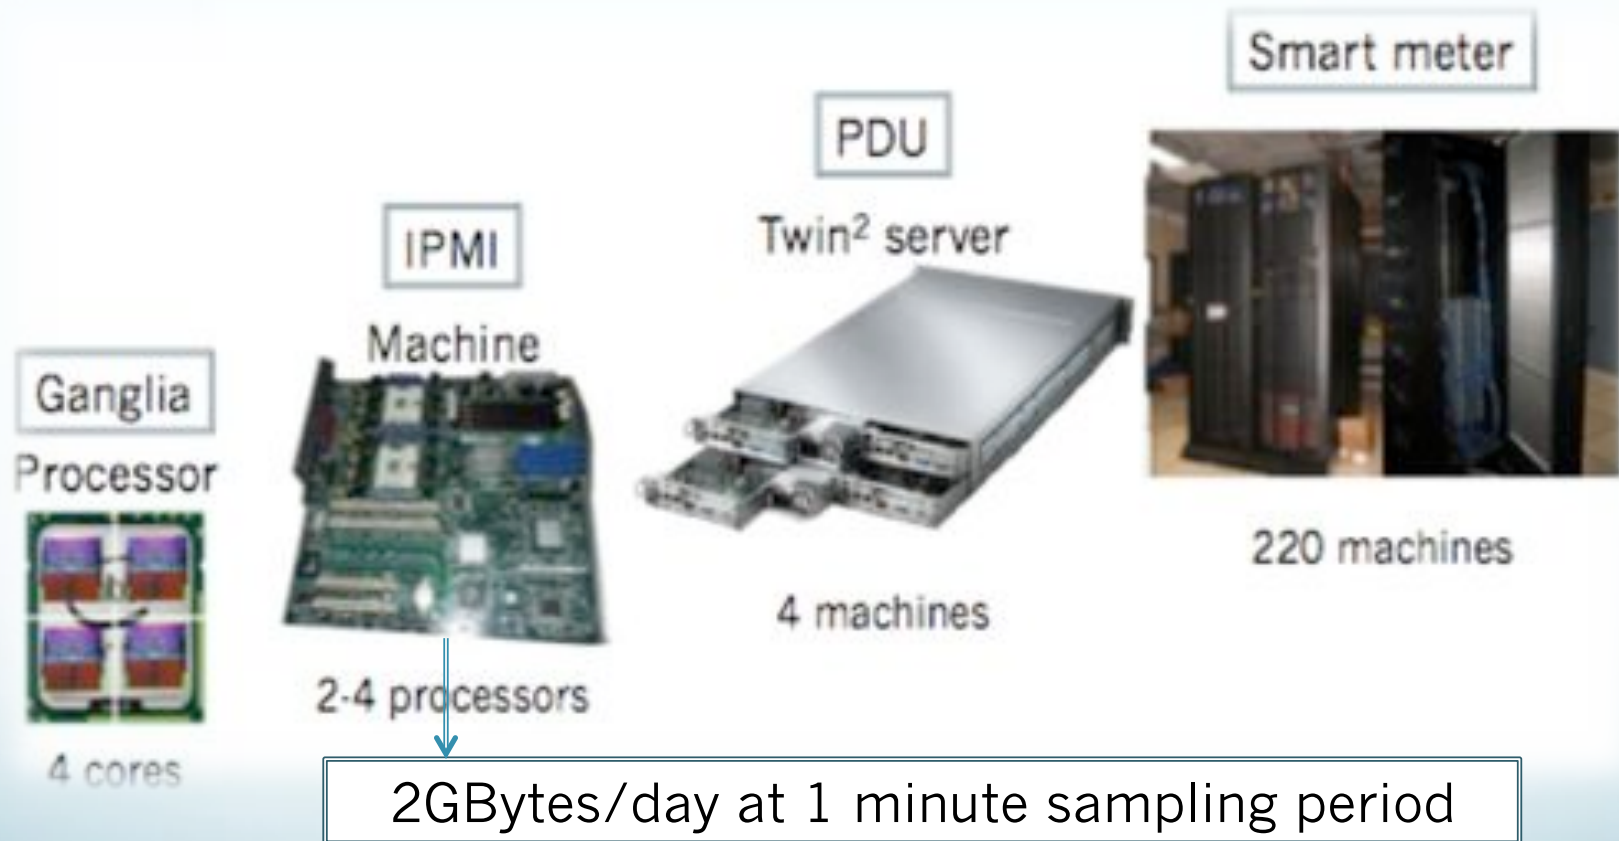 Ganglia
Processor
4 cores
IPMI
Machine
2-4 processors
PDU
Twin² server
4 machines
Smart meter
220 machines
2GBytes/day at 1 minute sampling period